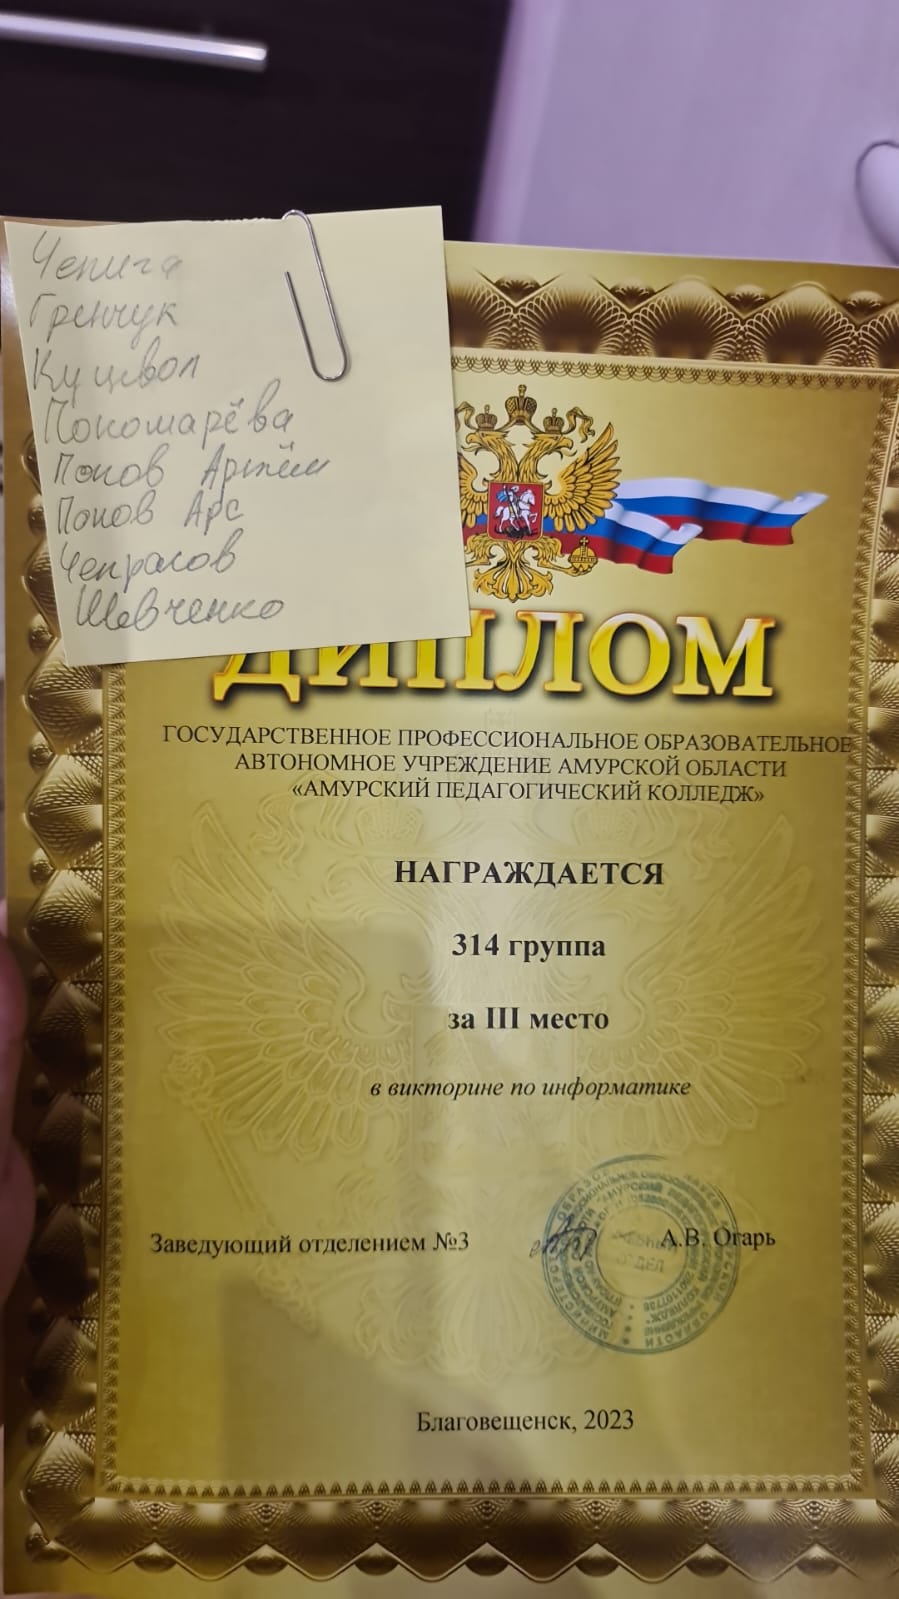 Чепига
Гренчук
Куцевол
Пономарёва
Попов Артём
Попов Арс
Чепрасов
Шевченко
ДИПЛОМ
ГОСУДАРСТВЕННОЕ ПРОФЕССИОНАЛЬНОЕ ОБРАЗОВАТЕЛЬНОЕ
АВТОНОМНОЕ УЧРЕЖДЕНИЕ АМУРСКОЙ ОБЛАСТИ
«АМУРСКИЙ ПЕДАГОГИЧЕСКИЙ КОЛЛЕДЖ»
НАГРАЖДАЕТСЯ
314 группа
за III место
в викторине по информатике
Заведующий отделением №3
А.В. Огарь
Благовещенск, 2023